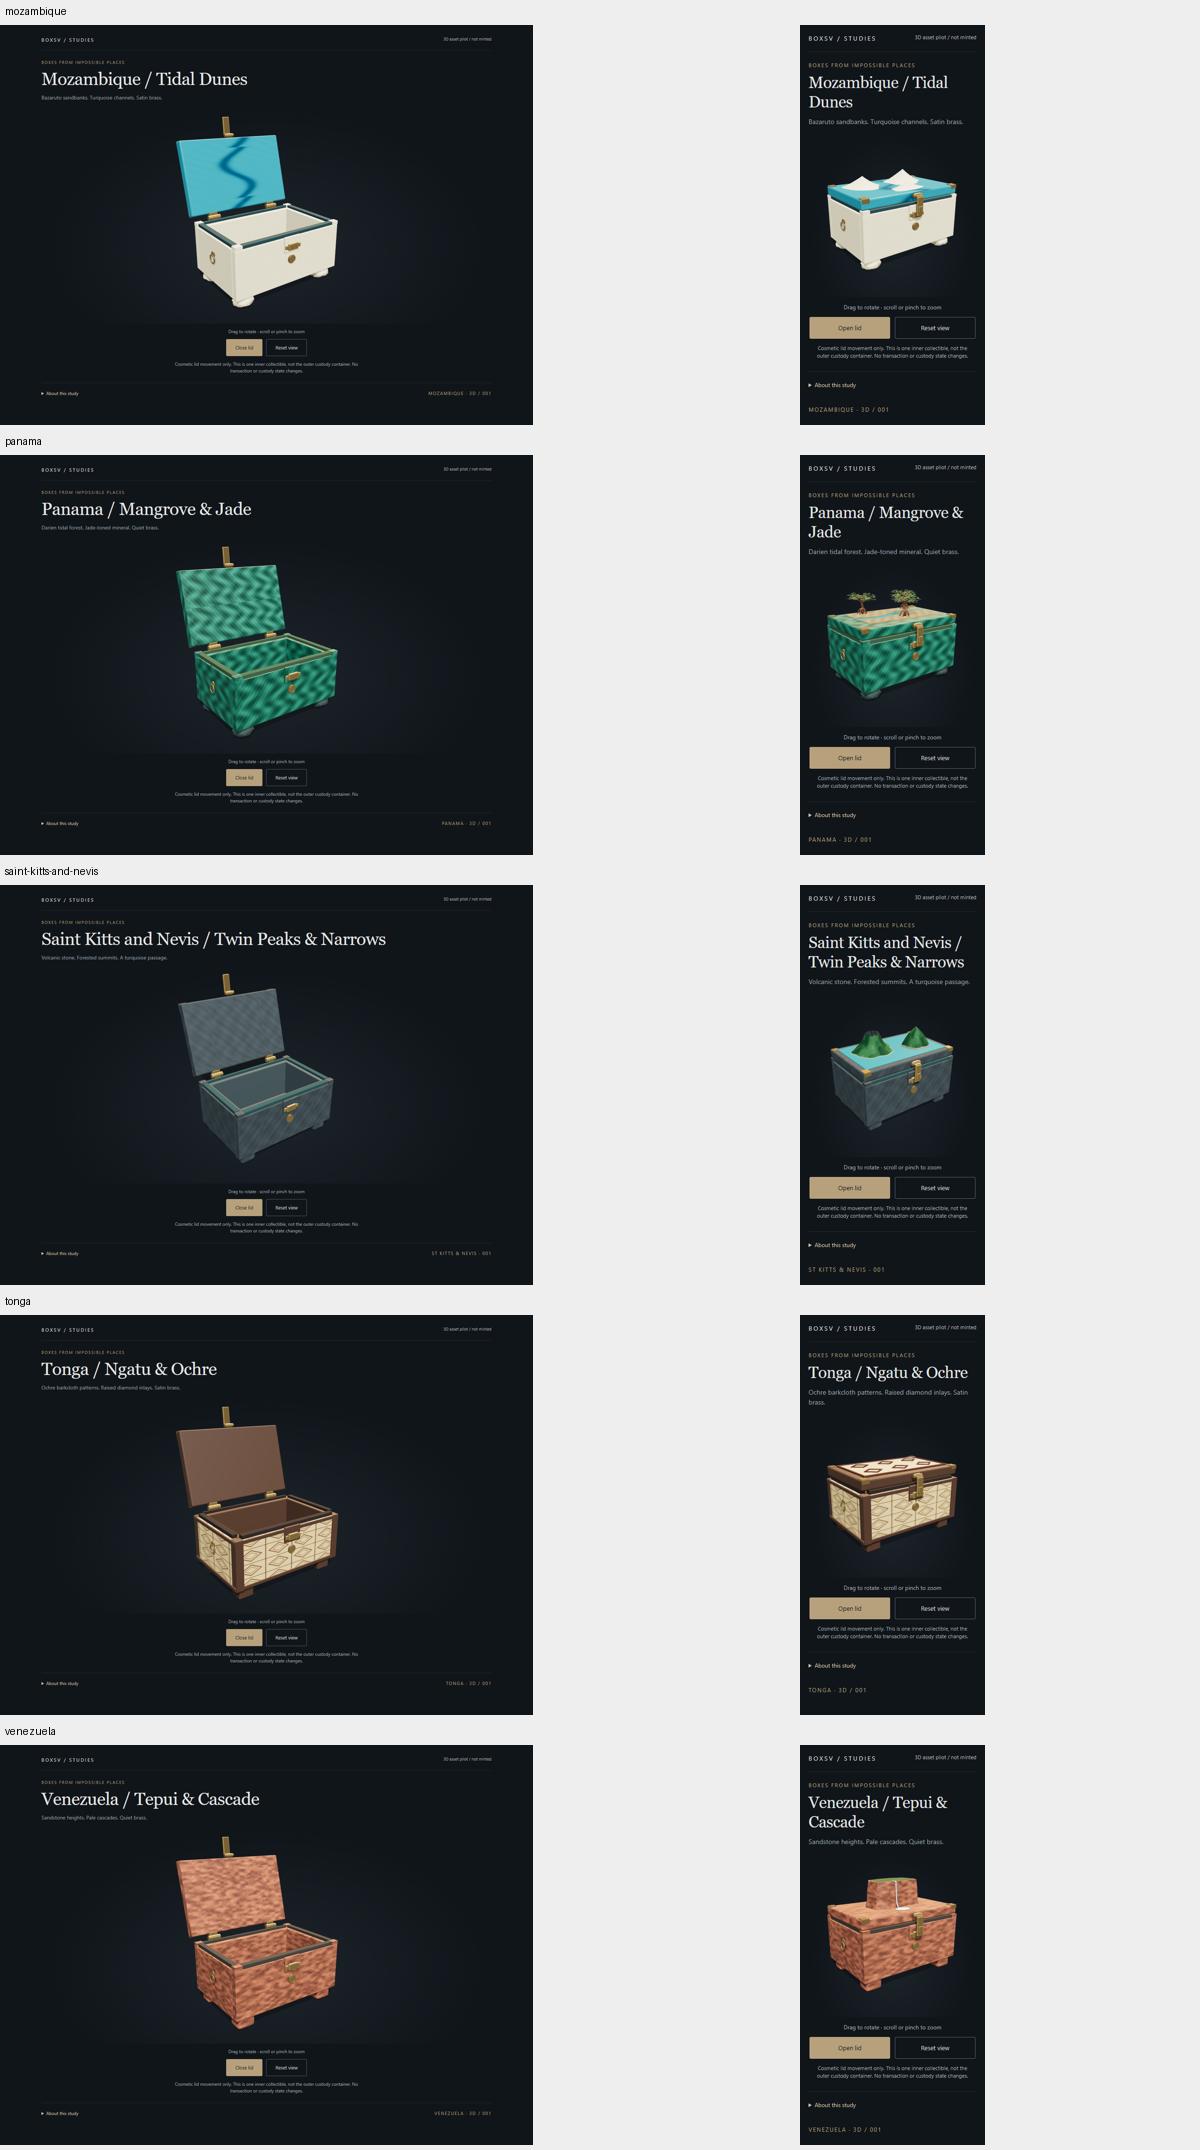 mozambique
BOXSV / STUDIES
3D asset pilot / not minted
BOXES FROM IMPOSSIBLE PLACES
Mozambique / Tidal Dunes
Bazaruto sandbanks. Turquoise channels. Satin brass.
Drag to rotate · scroll or pinch to zoom
Close lid
Reset view
Cosmetic lid movement only. This is one inner collectible, not the outer custody container. No
transaction or custody state changes.
▶ About this study
MOZAMBIQUE · 3D / 001
BOXSV / STUDIES
3D asset pilot / not minted
BOXES FROM IMPOSSIBLE PLACES
Mozambique / Tidal
Dunes
Bazaruto sandbanks. Turquoise channels. Satin brass.
Drag to rotate · scroll or pinch to zoom
Open lid
Reset view
Cosmetic lid movement only. This is one inner collectible, not the
outer custody container. No transaction or custody state changes.
▶ About this study
MOZAMBIQUE · 3D / 001
panama
BOXSV / STUDIES
3D asset pilot / not minted
BOXES FROM IMPOSSIBLE PLACES
Panama / Mangrove & Jade
Darien tidal forest. Jade-toned mineral. Quiet brass.
Drag to rotate · scroll or pinch to zoom
Close lid
Reset view
Cosmetic lid movement only. This is one inner collectible, not the outer custody container. No
transaction or custody state changes.
▶ About this study
PANAMA · 3D / 001
BOXSV / STUDIES
3D asset pilot / not minted
BOXES FROM IMPOSSIBLE PLACES
Panama / Mangrove &
Jade
Darien tidal forest. Jade-toned mineral. Quiet brass.
Drag to rotate · scroll or pinch to zoom
Open lid
Reset view
Cosmetic lid movement only. This is one inner collectible, not the
outer custody container. No transaction or custody state changes.
▶ About this study
PANAMA · 3D / 001
saint-kitts-and-nevis
BOXSV / STUDIES
3D asset pilot / not minted
BOXES FROM IMPOSSIBLE PLACES
Saint Kitts and Nevis / Twin Peaks & Narrows
Volcanic stone. Forested summits. A turquoise passage.
Drag to rotate · scroll or pinch to zoom
Close lid
Reset view
Cosmetic lid movement only. This is one inner collectible, not the outer custody container. No
transaction or custody state changes.
▶ About this study
ST KITTS & NEVIS · 001
BOXSV / STUDIES
3D asset pilot / not minted
BOXES FROM IMPOSSIBLE PLACES
Saint Kitts and Nevis /
Twin Peaks & Narrows
Volcanic stone. Forested summits. A turquoise passage.
Drag to rotate · scroll or pinch to zoom
Open lid
Reset view
Cosmetic lid movement only. This is one inner collectible, not the
outer custody container. No transaction or custody state changes.
▶ About this study
ST KITTS & NEVIS · 001
tonga
BOXSV / STUDIES
3D asset pilot / not minted
BOXES FROM IMPOSSIBLE PLACES
Tonga / Ngatu & Ochre
Ochre barkcloth patterns. Raised diamond inlays. Satin brass.
Drag to rotate · scroll or pinch to zoom
Close lid
Reset view
Cosmetic lid movement only. This is one inner collectible, not the outer custody container. No
transaction or custody state changes.
▶ About this study
TONGA · 3D / 001
BOXSV / STUDIES
3D asset pilot / not minted
BOXES FROM IMPOSSIBLE PLACES
Tonga / Ngatu & Ochre
Ochre barkcloth patterns. Raised diamond inlays. Satin
brass.
Drag to rotate · scroll or pinch to zoom
Open lid
Reset view
Cosmetic lid movement only. This is one inner collectible, not the
outer custody container. No transaction or custody state changes.
▶ About this study
TONGA · 3D / 001
venezuela
BOXSV / STUDIES
3D asset pilot / not minted
BOXES FROM IMPOSSIBLE PLACES
Venezuela / Tepui & Cascade
Sandstone heights. Pale cascades. Quiet brass.
Drag to rotate · scroll or pinch to zoom
Close lid
Reset view
Cosmetic lid movement only. This is one inner collectible, not the outer custody container. No
transaction or custody state changes.
▶ About this study
VENEZUELA · 3D / 001
BOXSV / STUDIES
3D asset pilot / not minted
BOXES FROM IMPOSSIBLE PLACES
Venezuela / Tepui &
Cascade
Sandstone heights. Pale cascades. Quiet brass.
Drag to rotate · scroll or pinch to zoom
Open lid
Reset view
Cosmetic lid movement only. This is one inner collectible, not the
outer custody container. No transaction or custody state changes.
▶ About this study
VENEZUELA · 3D / 001